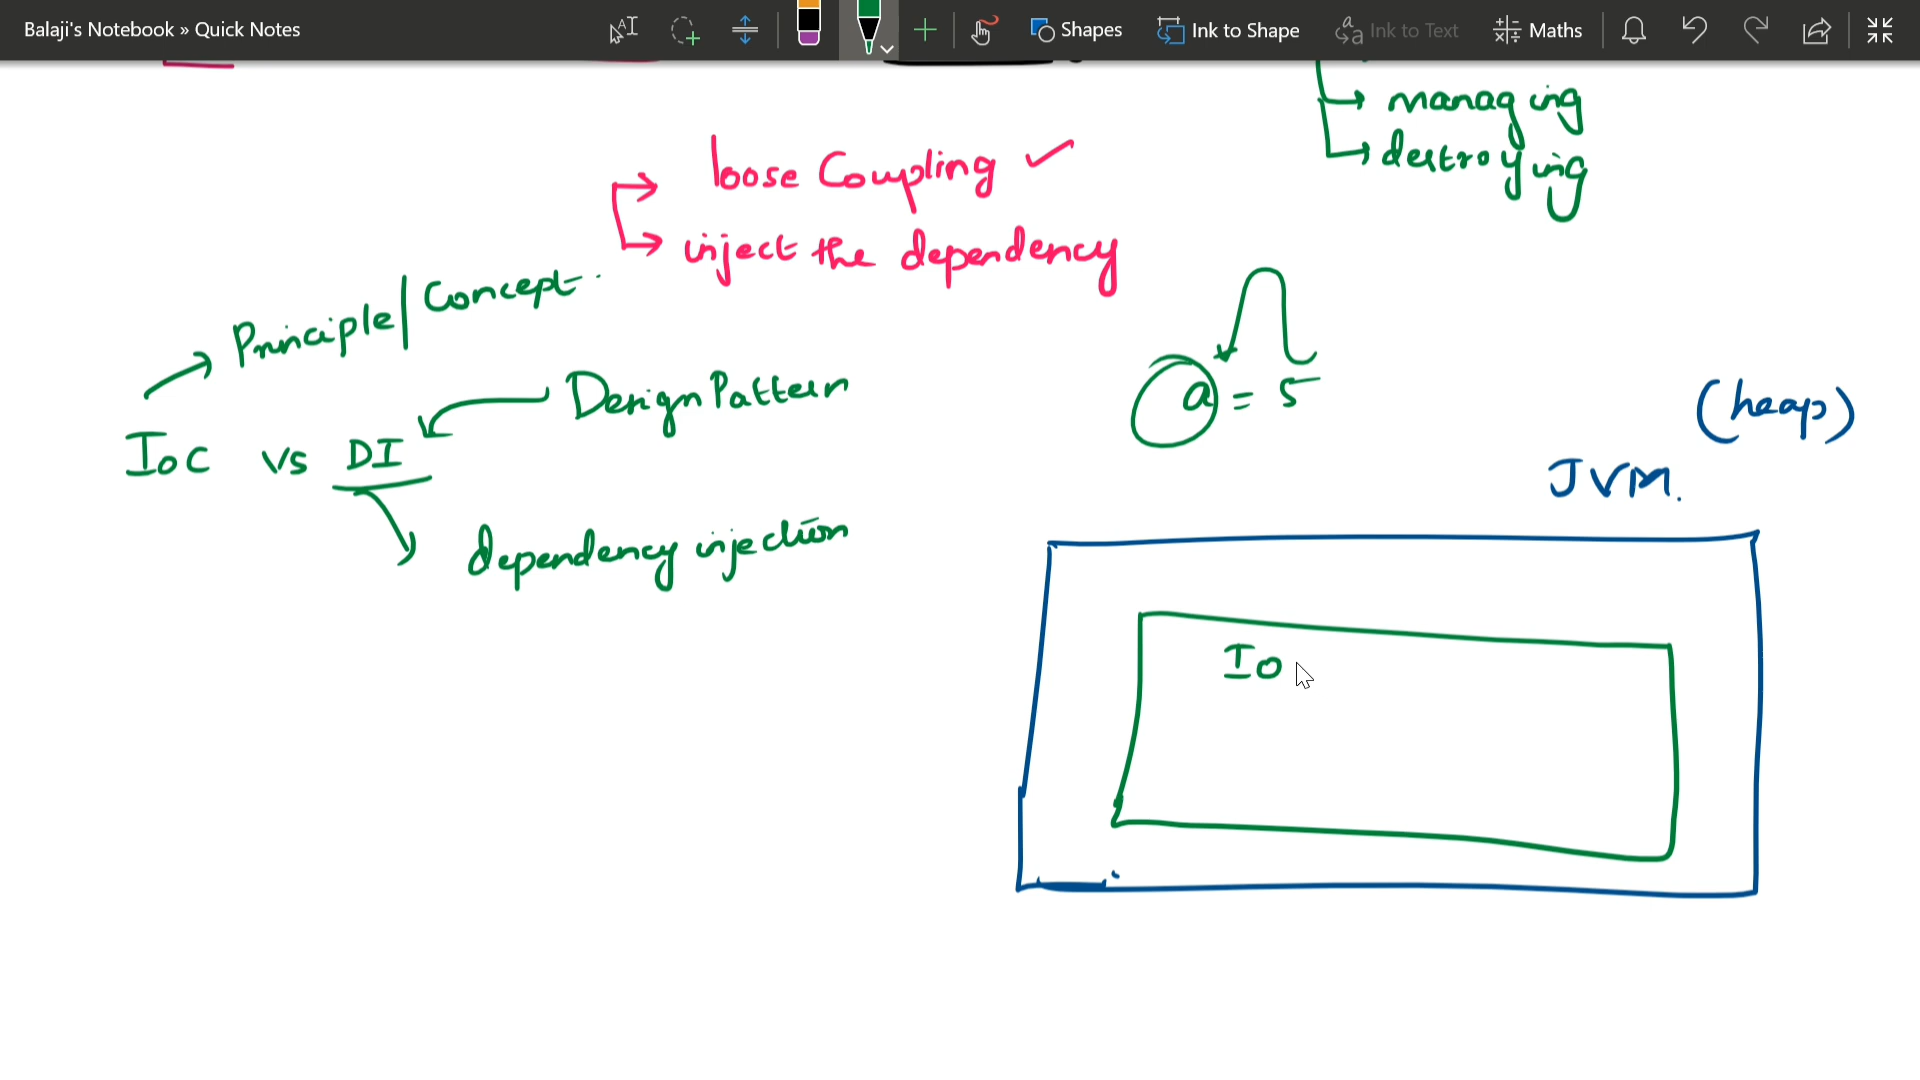 Balaji's Notebook » Quick Notes
Shapes
Ink to Shape
Ink to Text
Maths
managing
destroying
loose Coupling
inject the dependency
Principle/Concept
Design Pattern
IoC vs DI
dependency injection
a = 5
(heap)
JVM.
Io